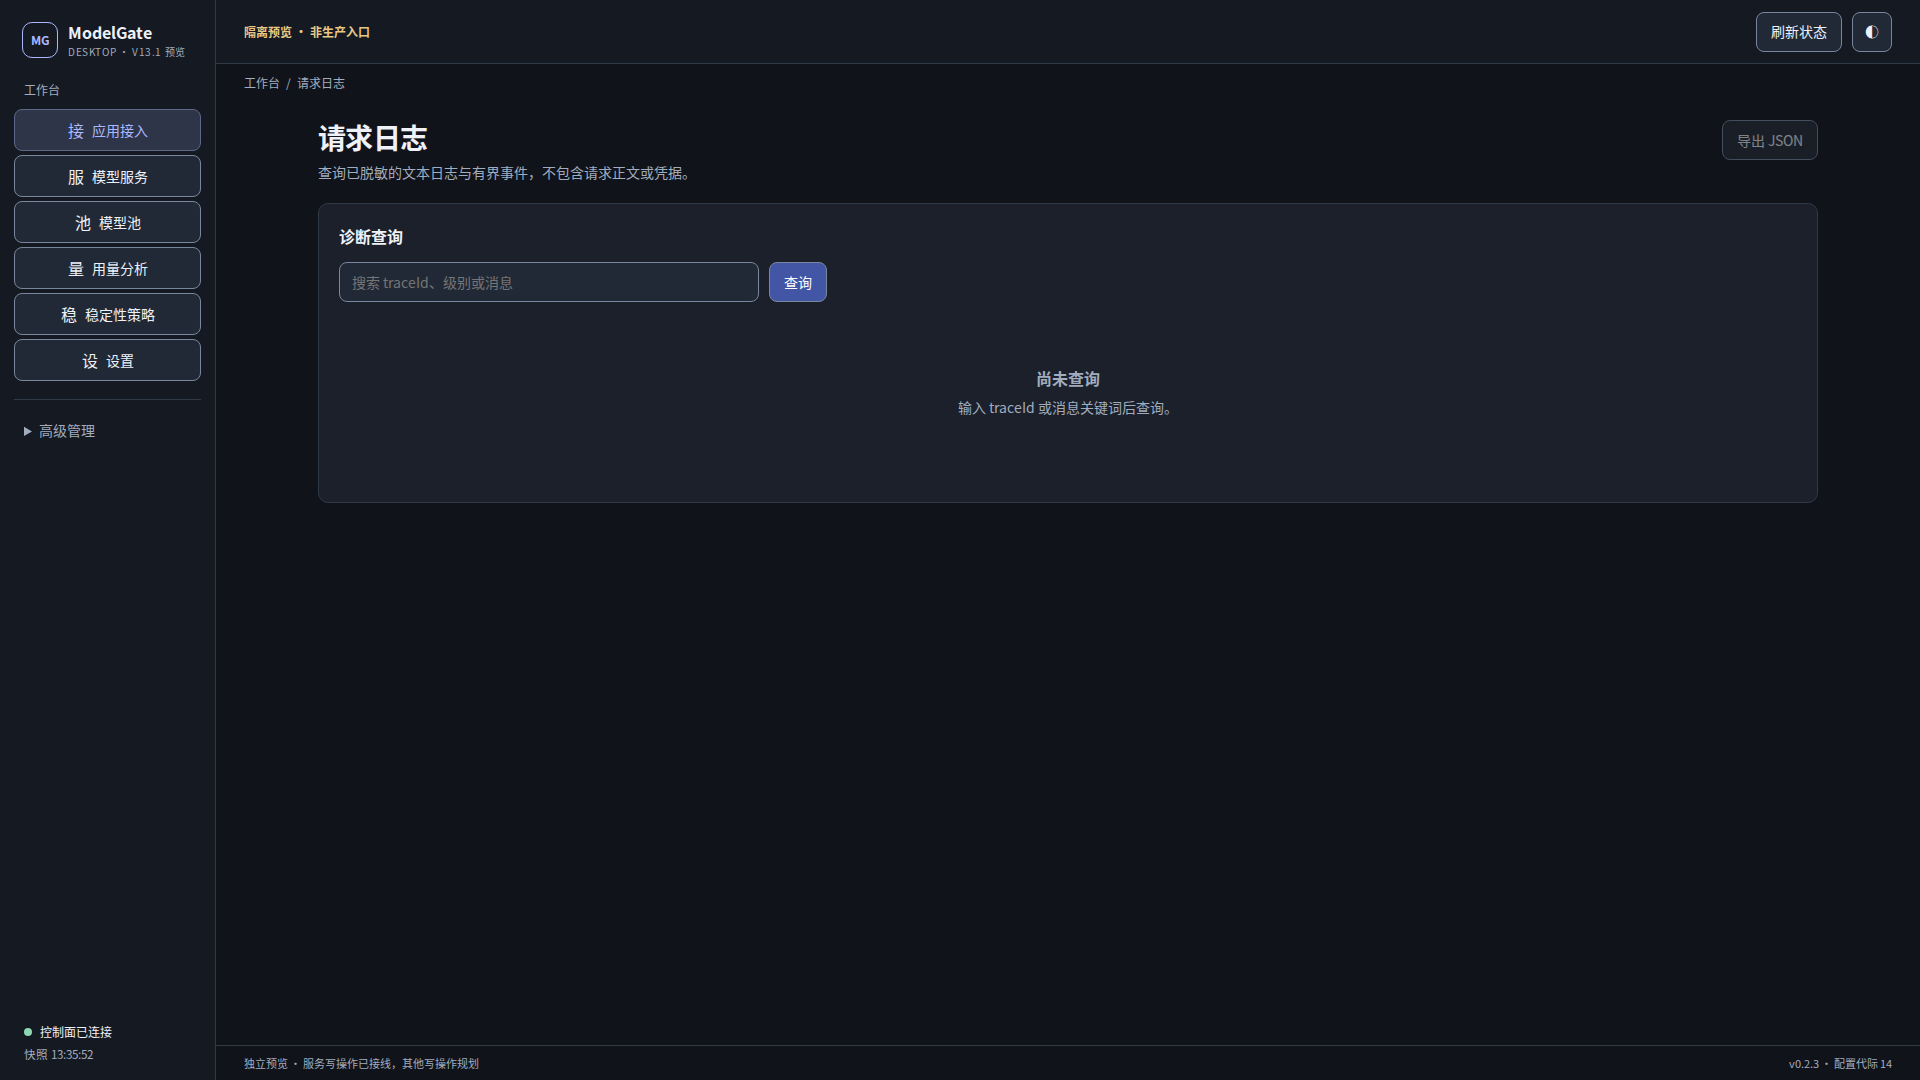 MG
ModelGate
DESKTOP · V13.1 预览
工作台
接 应用接入
服 模型服务
池 模型池
量 用量分析
稳 稳定性策略
设 设置
▶ 高级管理
控制面已连接
快照 13:35:52
隔离预览 · 非生产入口
刷新状态
工作台 / 请求日志
请求日志
导出 JSON
查询已脱敏的文本日志与有界事件，不包含请求正文或凭据。
诊断查询
搜索 traceId、级别或消息
查询
尚未查询
输入 traceId 或消息关键词后查询。
独立预览 · 服务写操作已接线，其他写操作规划
v0.2.3 · 配置代际 14